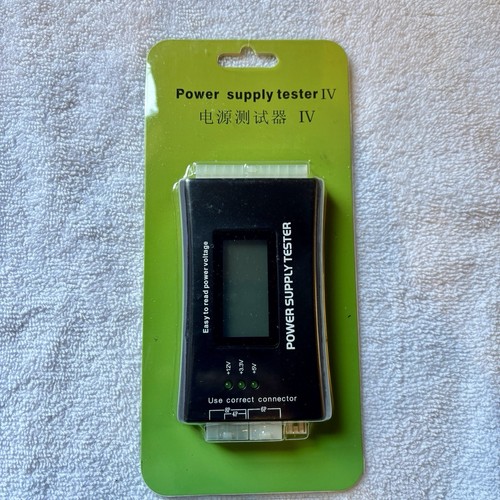 Power supply tester IV
电源测试器 IV
Easy to read power voltage
POWER SUPPLY TESTER
+12V
+3.3V
+5V
Use correct connector